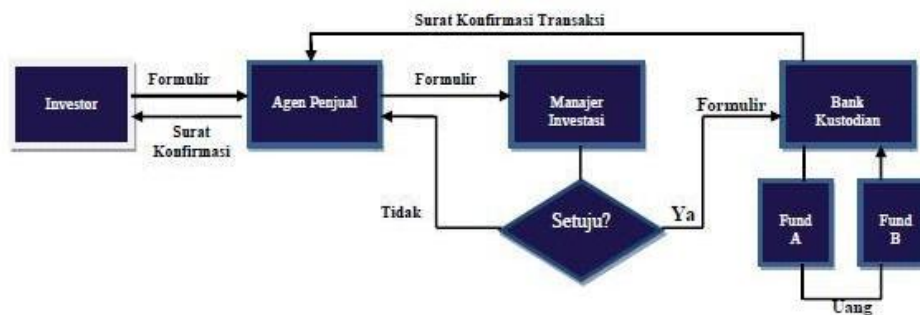 Surat Konfirmasi Transaksi
Formulir
Formulir
Investor
Agen Penjual
Manajer
Investasi
Formulir
Bank
Kustodian
Surat
Konfirmasi
Tidak
Setuju?
Ya
Fund
A
Fund
B
Uang